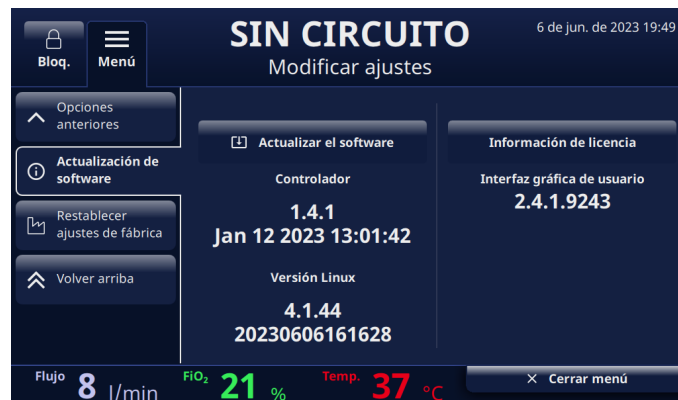 SIN CIRCUITO
6 de jun. de 2023 19:49
Bloq.
Menú
Modificar ajustes
Opciones
anteriores
Actualización de
software
Restablecer
ajustes de fábrica
Volver arriba
Actualizar el software
Controlador
1.4.1
Jan 12 2023 13:01:42
Versión Linux
4.1.44
20230606161628
Información de licencia
Interfaz gráfica de usuario
2.4.1.9243
Flujo 8 l/min
FiO₂ 21 %
Temp. 37 °C
Cerrar menú